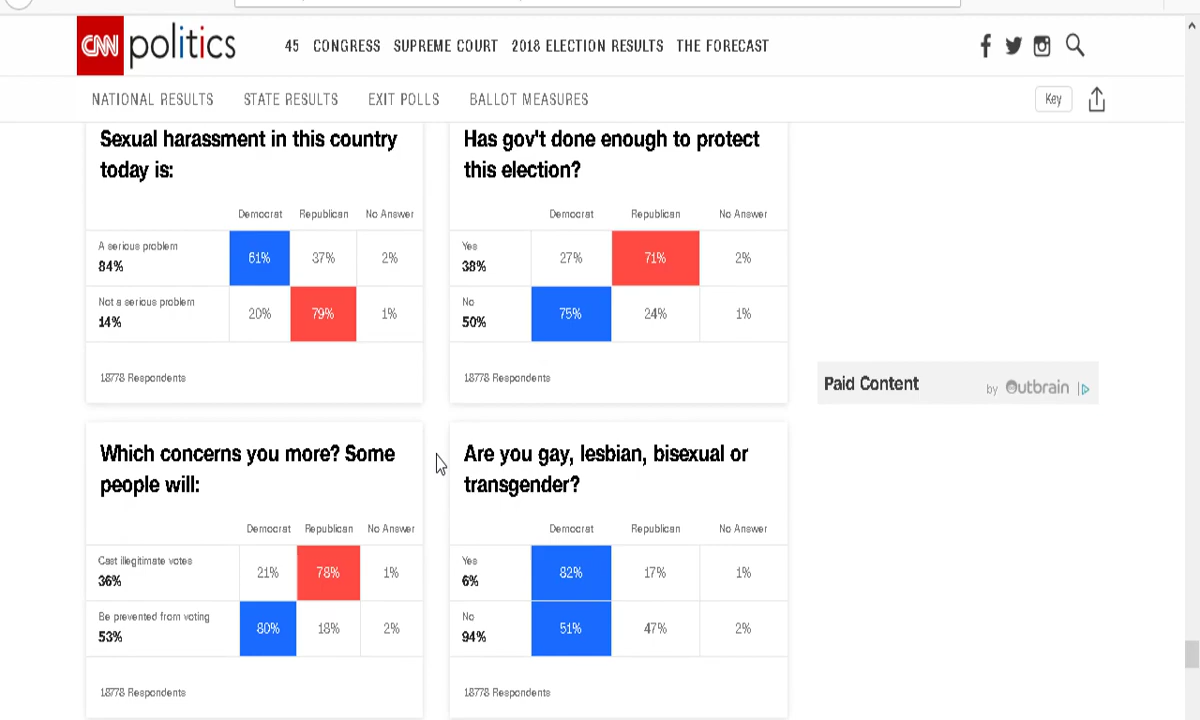 CNN politics 45 CONGRESS SUPREME COURT 2018 ELECTION RESULTS THE FORECAST
NATIONAL RESULTS STATE RESULTS EXIT POLLS BALLOT MEASURES Key
Sexual harassment in this country
today is:
Democrat Republican No Answer
A serious problem
84% 61% 37% 2%
Not a serious problem
14% 20% 79% 1%
18778 Respondents
Has gov't done enough to protect
this election?
Democrat Republican No Answer
Yes
38% 27% 71% 2%
No
50% 75% 24% 1%
18778 Respondents
Paid Content by Outbrain
Which concerns you more? Some
people will:
Democrat Republican No Answer
Cast illegitimate votes
36% 21% 78% 1%
Be prevented from voting
53% 80% 18% 2%
18778 Respondents
Are you gay, lesbian, bisexual or
transgender?
Democrat Republican No Answer
Yes
6% 82% 17% 1%
No
94% 51% 47% 2%
18778 Respondents